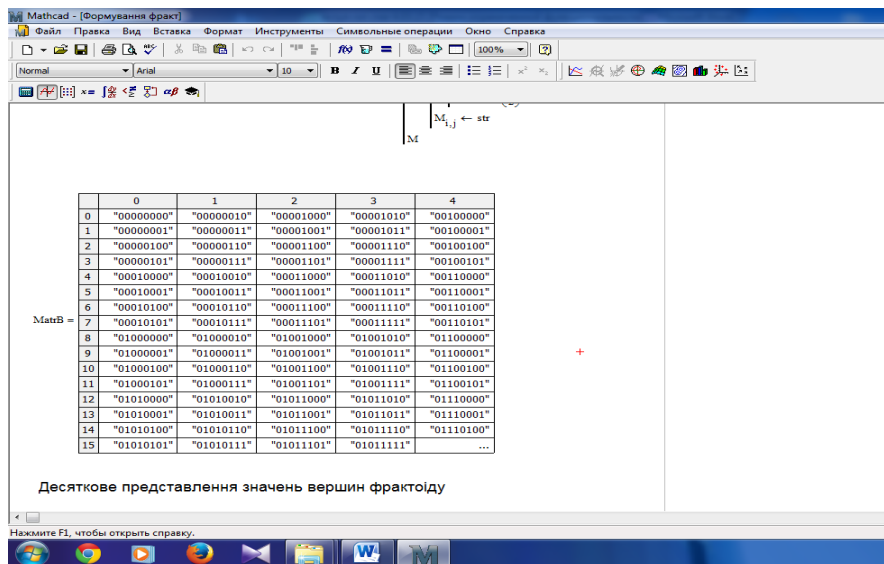 Mathcad - [Формування фракт]
Файл Правка Вид Вставка Формат Инструменты Символьные операции Окно Справка
100%
Normal Arial 10 B I U
M i,j ← str
M
0 1 2 3 4
0 "00000000" "00000010" "00001000" "00001010" "00100000"
1 "00000001" "00000011" "00001001" "00001011" "00100001"
2 "00000100" "00000110" "00001100" "00001110" "00100100"
3 "00000101" "00000111" "00001101" "00001111" "00100101"
4 "00010000" "00010010" "00011000" "00011010" "00110000"
5 "00010001" "00010011" "00011001" "00011011" "00110001"
6 "00010100" "00010110" "00011100" "00011110" "00110100"
MatrB = 7 "00010101" "00010111" "00011101" "00011111" "00110101"
8 "01000000" "01000010" "01001000" "01001010" "01100000"
9 "01000001" "01000011" "01001001" "01001011" "01100001"
10 "01000100" "01000110" "01001100" "01001110" "01100100"
11 "01000101" "01000111" "01001101" "01001111" "01100101"
12 "01010000" "01010010" "01011000" "01011010" "01110000"
13 "01010001" "01010011" "01011001" "01011011" "01110001"
14 "01010100" "01010110" "01011100" "01011110" "01110100"
15 "01010101" "01010111" "01011101" "01011111" ...
Десяткове представлення значень вершин фрактоіду
Нажмите F1, чтобы открыть справку.